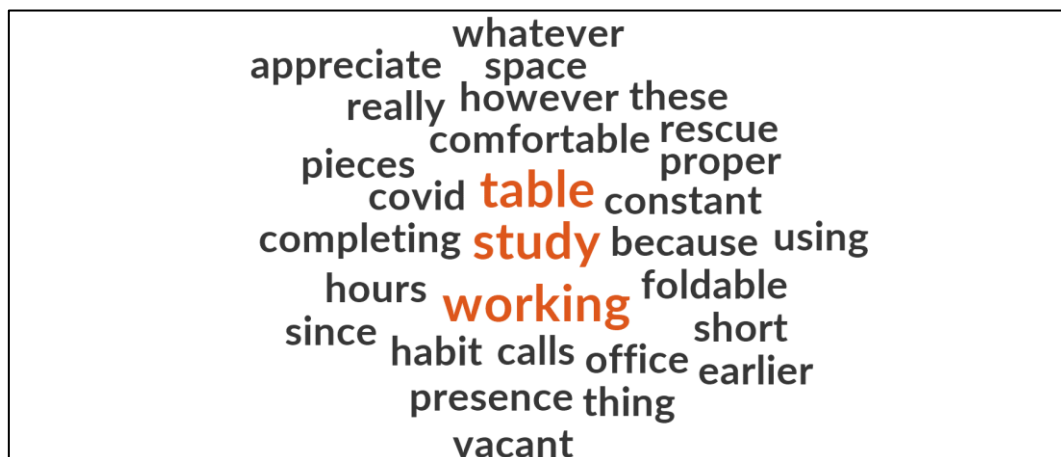 whatever
appreciate space
really however these
comfortable rescue
pieces proper
covid table constant
completing study because using
hours working foldable
since short
habit calls office earlier
presence thing
vacant